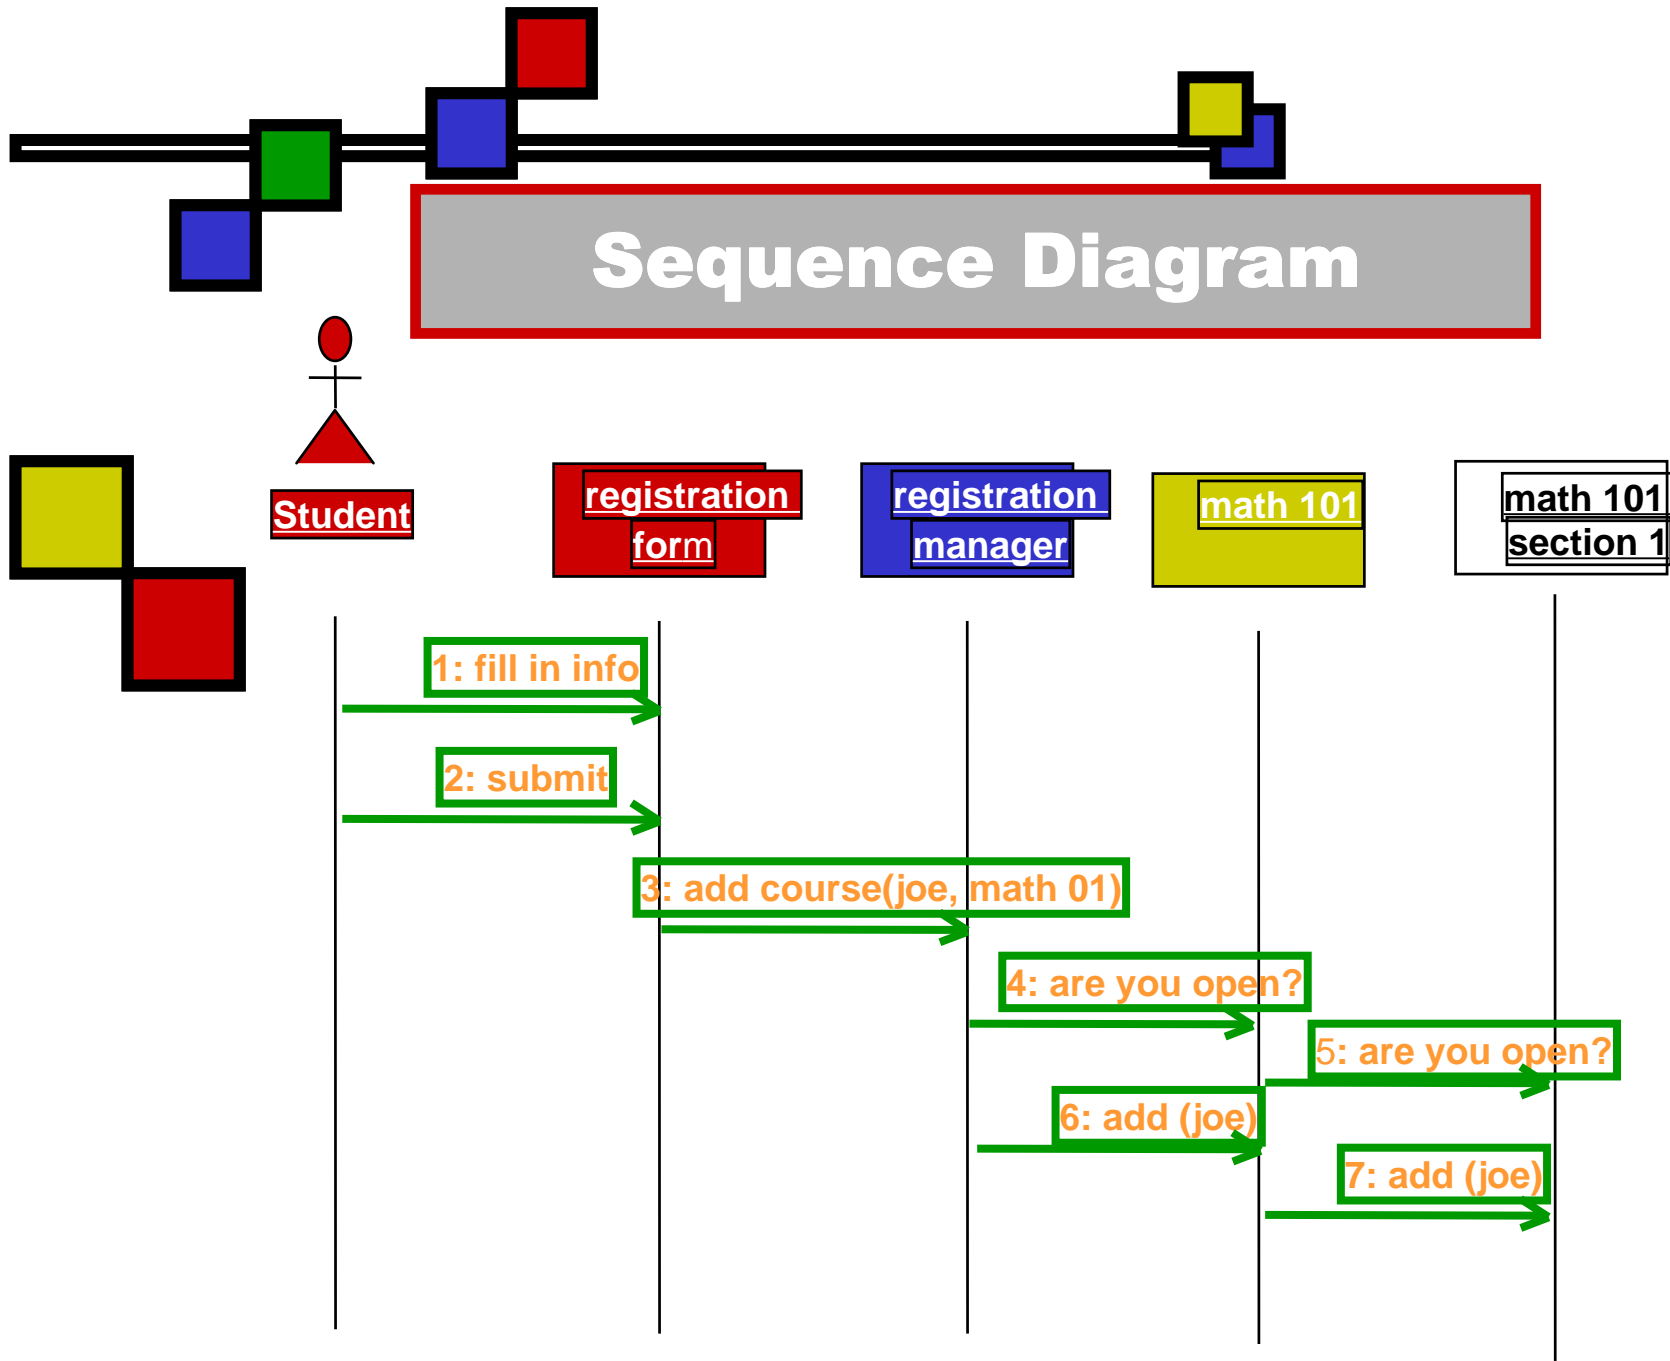 Sequence Diagram
Student
registration
form
registration
manager
math 101
math 101
section 1
1: fill in info
2: submit
3: add course(joe, math 01)
4: are you open?
5: are you open?
6: add (joe)
7: add (joe)